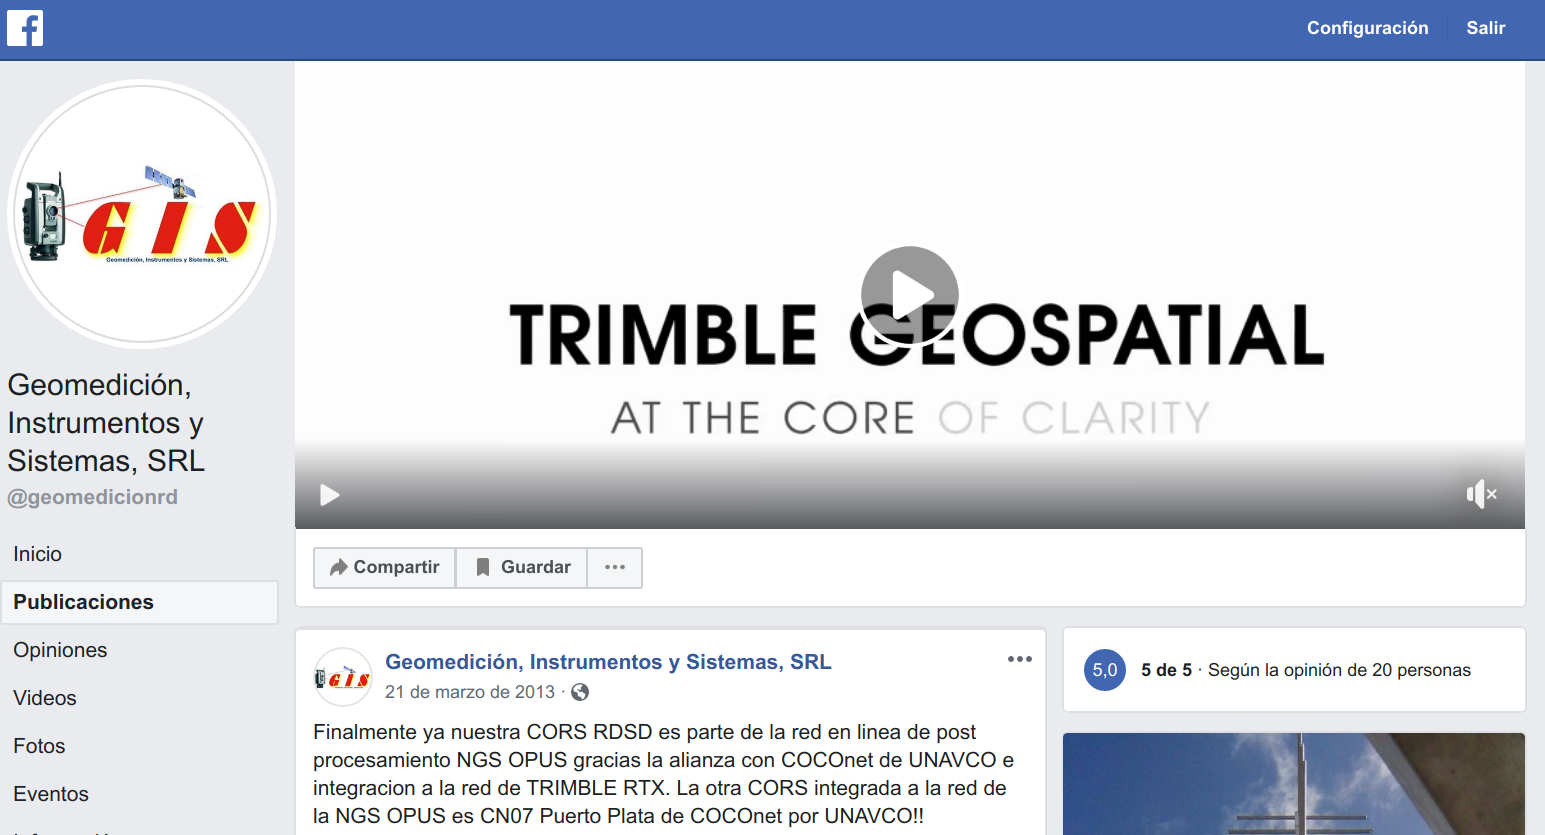 Configuración
Salir
GIS
Geomedición, Instrumentos y Sistemas, SRL
Geomedición,
Instrumentos y
Sistemas, SRL
@geomedicionrd
Inicio
Publicaciones
Opiniones
Videos
Fotos
Eventos
TRIMBLE GEOSPATIAL
AT THE CORE OF CLARITY
Compartir
Guardar
Geomedición, Instrumentos y Sistemas, SRL
21 de marzo de 2013 ·
Finalmente ya nuestra CORS RDSD es parte de la red en linea de post
procesamiento NGS OPUS gracias la alianza con COCOnet de UNAVCO e
integracion a la red de TRIMBLE RTX. La otra CORS integrada a la red de
la NGS OPUS es CN07 Puerto Plata de COCOnet por UNAVCO!!
5,0
5 de 5 · Según la opinión de 20 personas